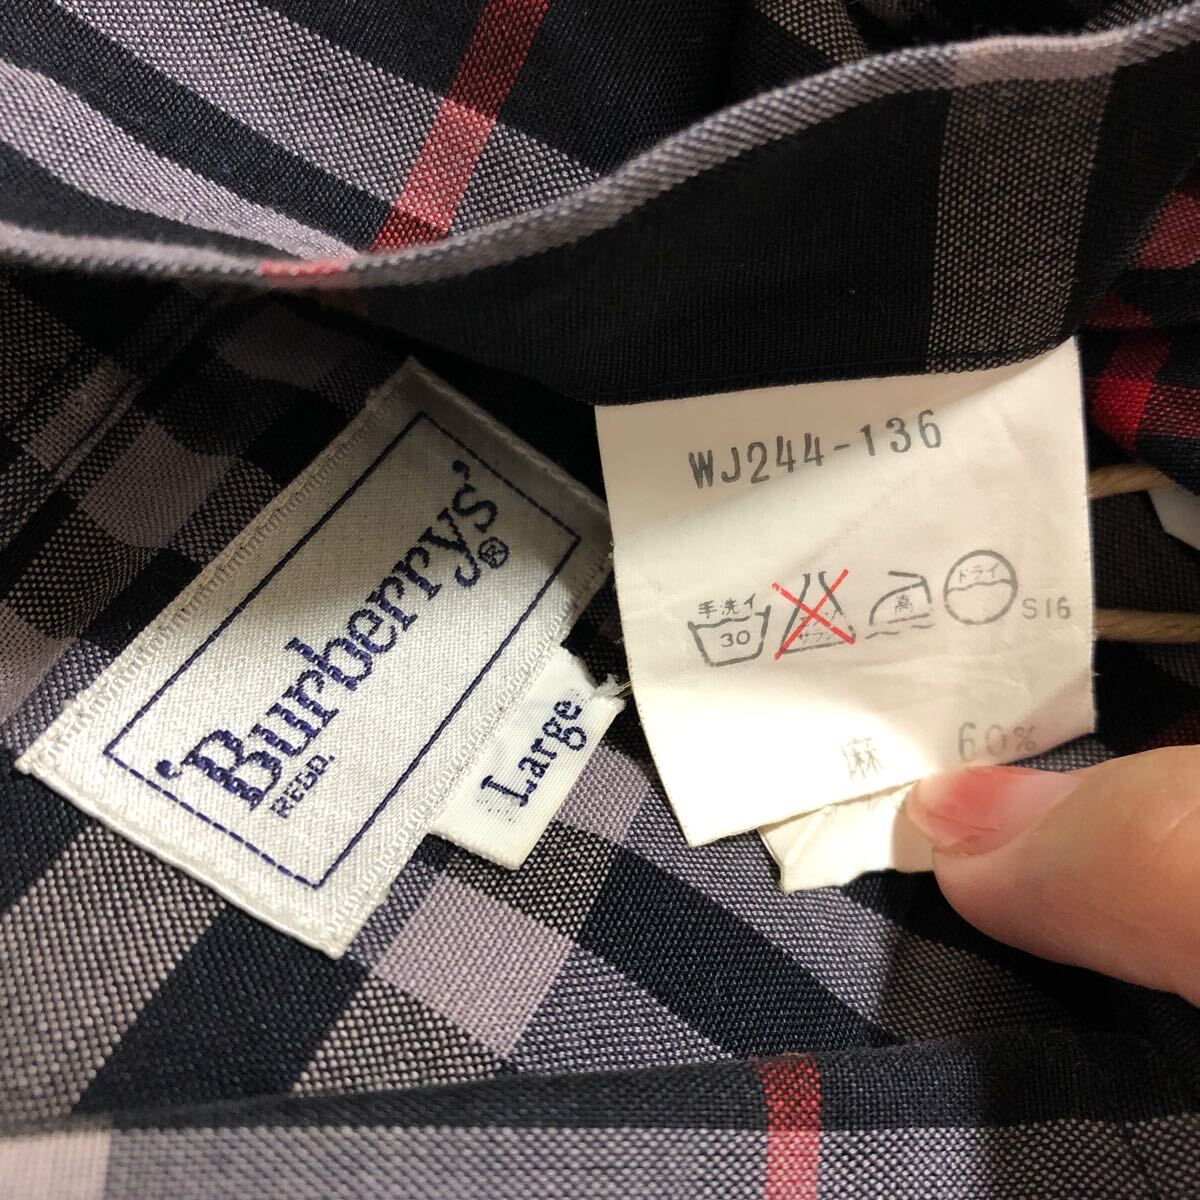 'Burberrys'®
REGD.
Large
WJ244-136
手洗イ
30
サラシ
高
ドライ
S16
麻 60%